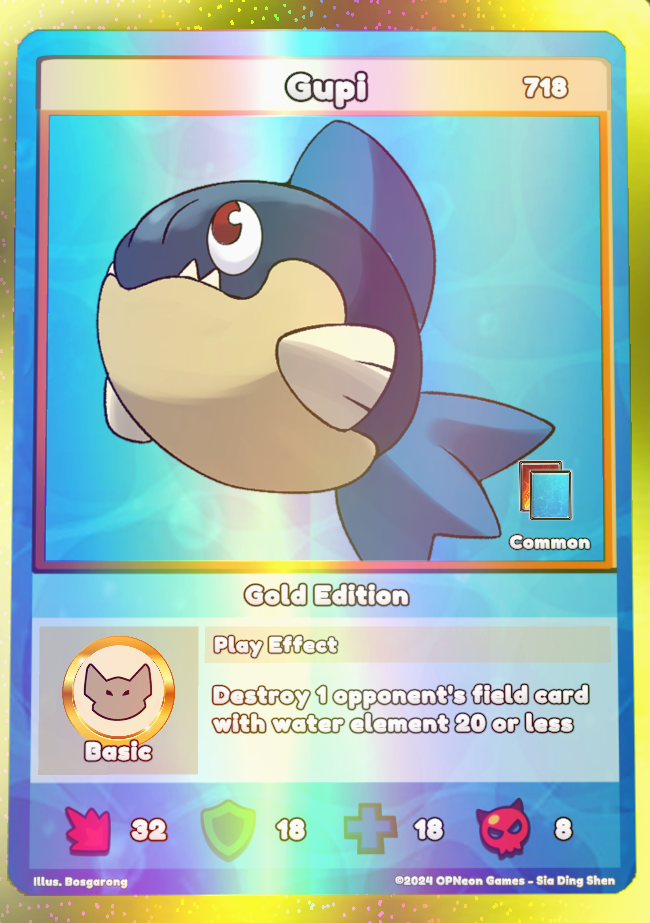 Gupi
718
Common
Gold Edition
Play Effect
Destroy 1 opponent's field card
with water element 20 or less
Basic
32
18
18
8
Illus. Bosgarong
©2024 OPNeon Games - Sia Ding Shen